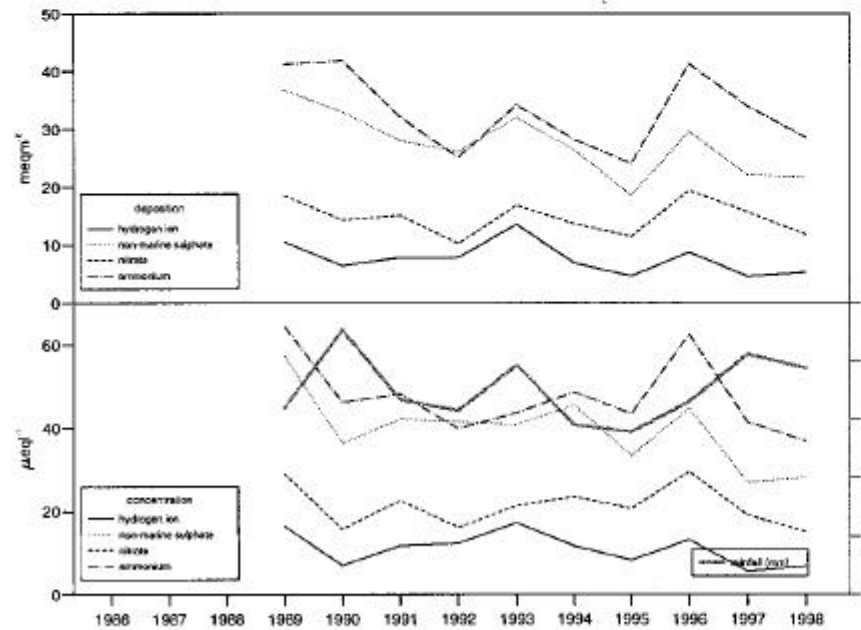 50
40
30
20
10
0
meqm
deposition
hydrogen ion
non-marine sulphate
nitrate
ammonium
60
40
20
0
µeql⁻¹
concentration
hydrogen ion
non-marine sulphate
nitrate
ammonium
rainfall (mm)
1986 1987 1988 1989 1990 1991 1992 1993 1994 1995 1996 1997 1998